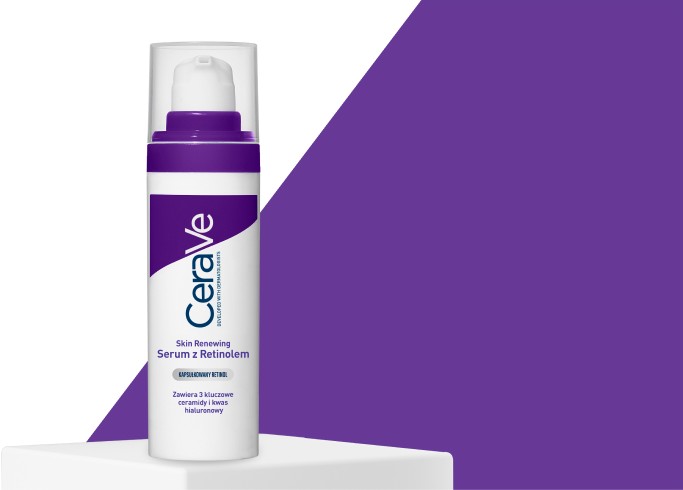 CeraVe
DEVELOPED WITH DERMATOLOGISTS
Skin Renewing
Serum z Retinolem
KAPSUŁKOWANY RETINOL
Zawiera 3 kluczowe
ceramidy i kwas
hialuronowy